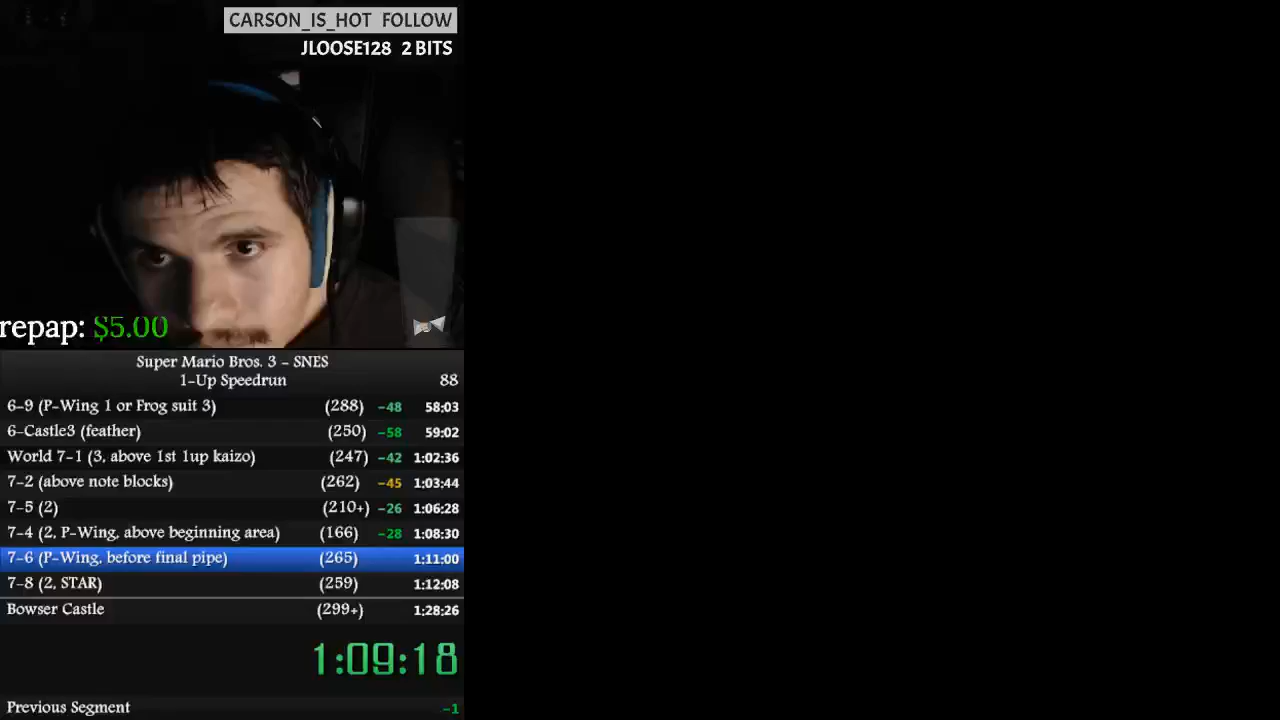 CARSON_IS_HOT FOLLOW
JLOOSE128 2 BITS
repap: $5.00
Super Mario Bros. 3 - SNES
1-Up Speedrun 88
6-9 (P-Wing 1 or Frog suit 3) (288) -48 58:03
6-Castle3 (feather) (250) -58 59:02
World 7-1 (3, above 1st 1up kaizo) (247) -42 1:02:36
7-2 (above note blocks) (262) -45 1:03:44
7-5 (2) (210+) -26 1:06:28
7-4 (2, P-Wing, above beginning area) (166) -28 1:08:30
7-6 (P-Wing, before final pipe) (265) 1:11:00
7-8 (2, STAR) (259) 1:12:08
Bowser Castle (299+) 1:28:26
1:09:18
Previous Segment -1